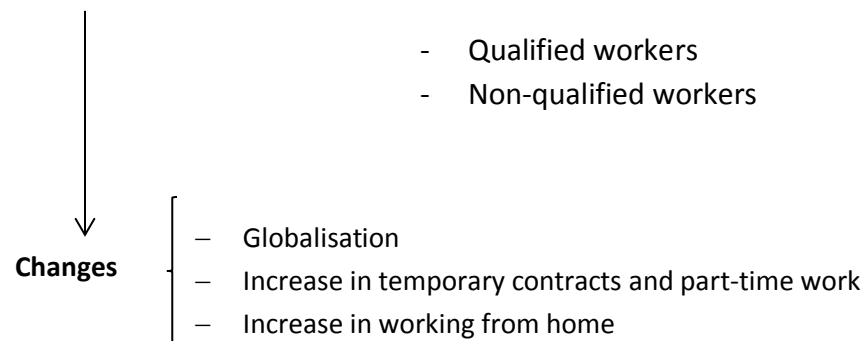 - Qualified workers
- Non-qualified workers
– Globalisation
Changes
– Increase in temporary contracts and part-time work
– Increase in working from home